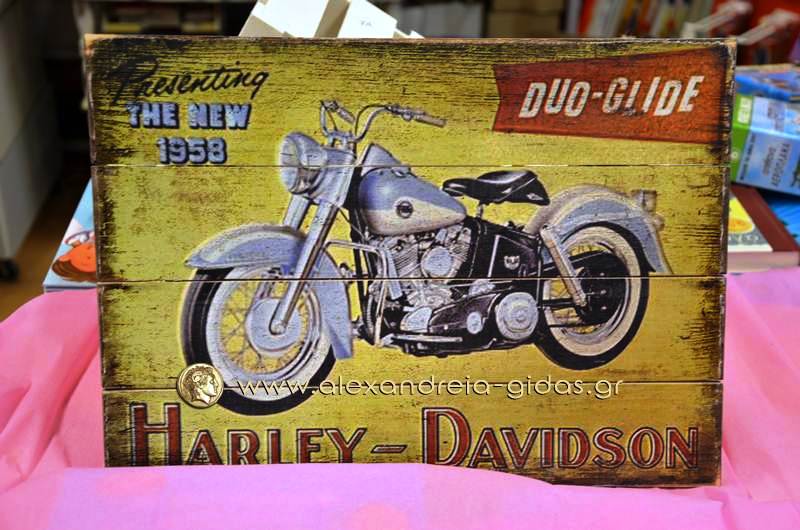 Presenting
THE NEW
1958
DUO-GLIDE
www.alexandreia-gidas.gr
HARLEY-DAVIDSON